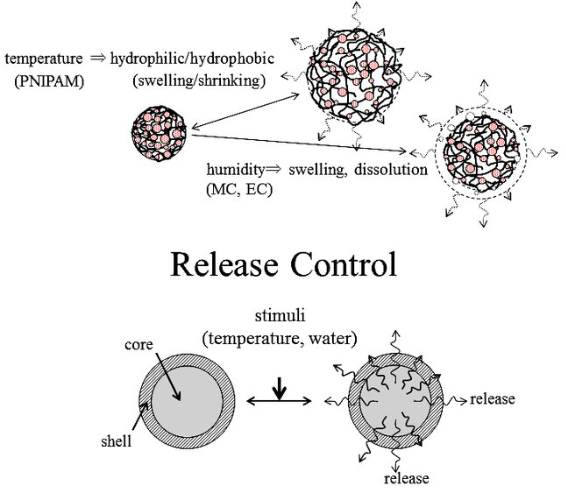 temperature ⇒ hydrophilic/hydrophobic
(PNIPAM) (swelling/shrinking)
humidity⇒ swelling, dissolution
(MC, EC)
Release Control
stimuli
(temperature, water)
core
shell
release
release